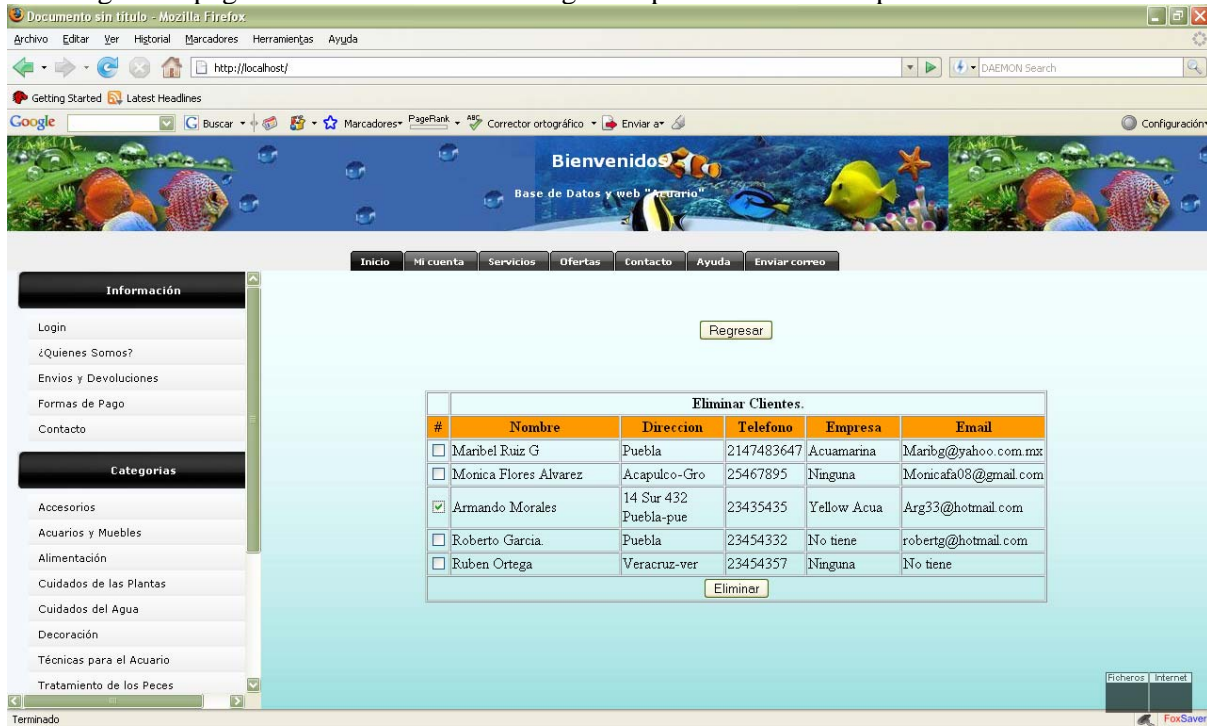 Documento sin título - Mozilla Firefox
Archivo Editar Ver Historial Marcadores Herramientas Ayuda
http://localhost/
DAEMON Search
Getting Started Latest Headlines
Google Buscar Marcadores PageRank Corrector ortográfico Enviar a Configuración
Bienvenidos
Base de Datos y web "Acuario"
Inicio Mi cuenta Servicios Ofertas Contacto Ayuda Enviar correo
Información
Login
¿Quienes Somos?
Envios y Devoluciones
Formas de Pago
Contacto
Categorias
Accesorios
Acuarios y Muebles
Alimentación
Cuidados de las Plantas
Cuidados del Agua
Decoración
Técnicas para el Acuario
Tratamiento de los Peces
Regresar
Eliminar Clientes.
# Nombre Direccion Telefono Empresa Email
Maribel Ruiz G Puebla 2147483647 Acuamarina Maribg@yahoo.com.mx
Monica Flores Alvarez Acapulco-Gro 25467895 Ninguna Monicafa08@gmail.com
Armando Morales 14 Sur 432 Puebla-pue 23435435 Yellow Acua Arg33@hotmail.com
Roberto Garcia. Puebla 23454332 No tiene robertg@hotmail.com
Ruben Ortega Veracruz-ver 23454357 Ninguna No tiene
Eliminar
Ficheros Internet
Terminado
FoxSaver